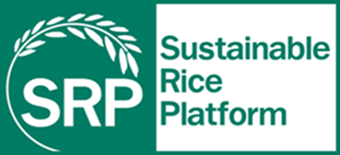 SRP
Sustainable
Rice
Platform